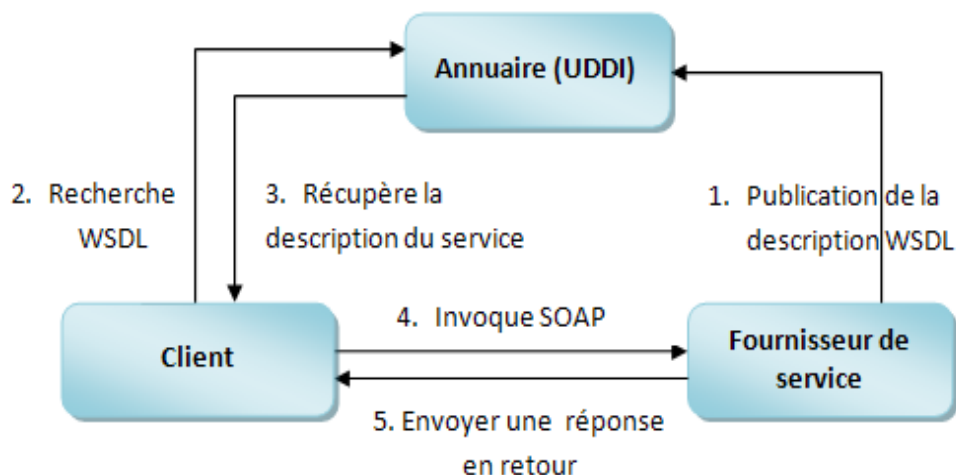 Annuaire (UDDI)
2. Recherche
WSDL
3. Récupère la
description du service
1. Publication de la
description WSDL
Client
4. Invoque SOAP
Fournisseur de
service
5. Envoyer une réponse
en retour